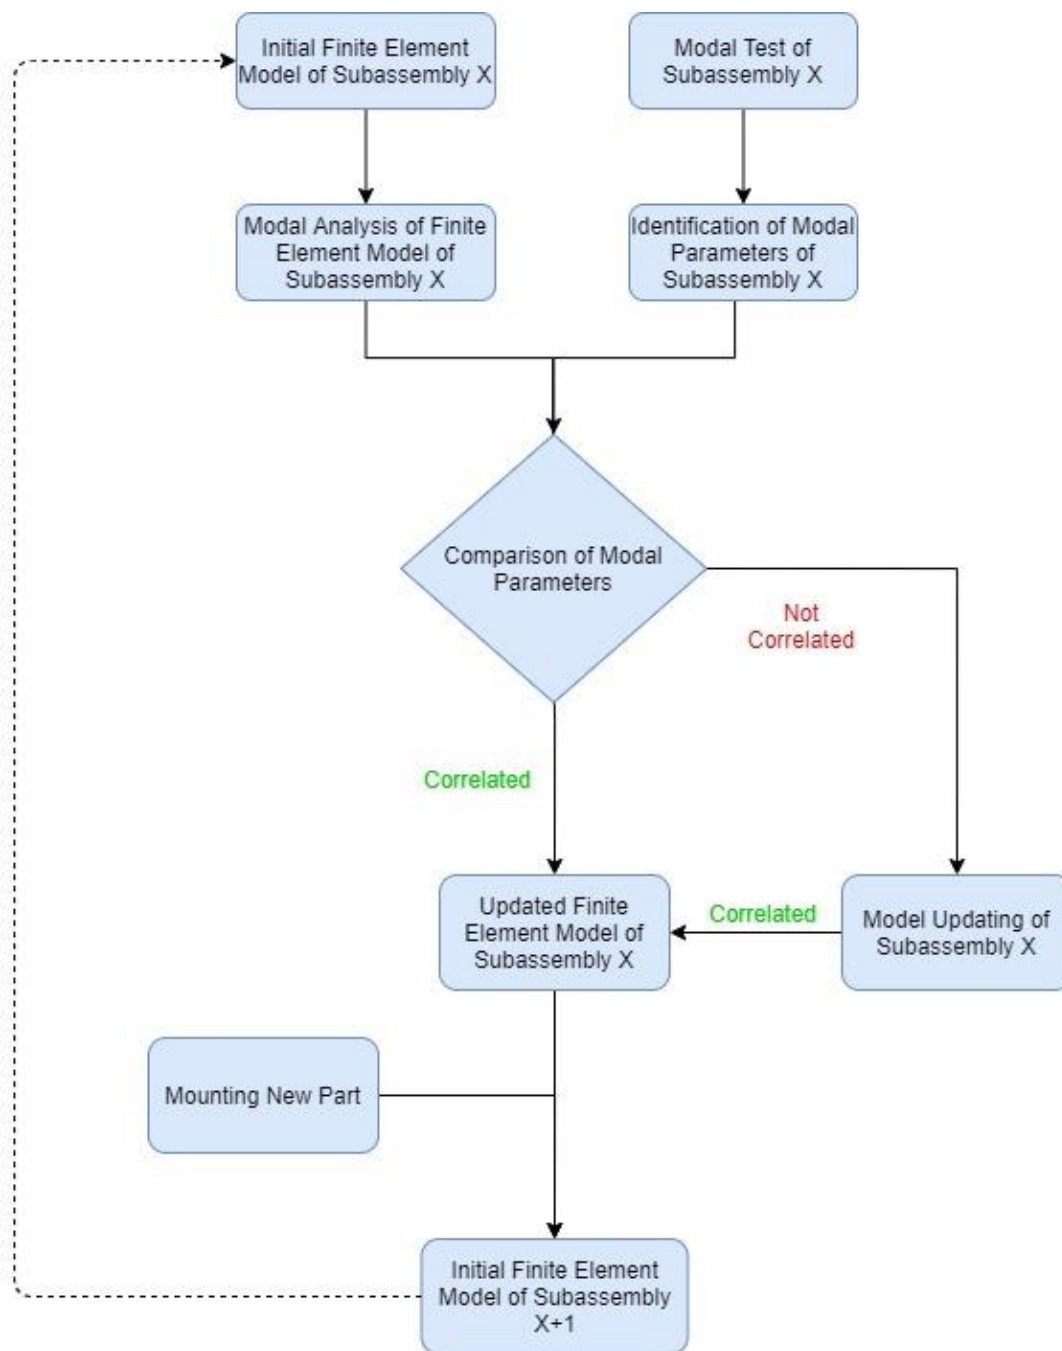 Initial Finite Element
Model of Subassembly X
Modal Test of
Subassembly X
Modal Analysis of Finite
Element Model of
Subassembly X
Identification of Modal
Parameters of
Subassembly X
Comparison of Modal
Parameters
Not
Correlated
Correlated
Updated Finite
Element Model of
Subassembly X
Correlated
Model Updating of
Subassembly X
Mounting New Part
Initial Finite Element
Model of Subassembly
X+1